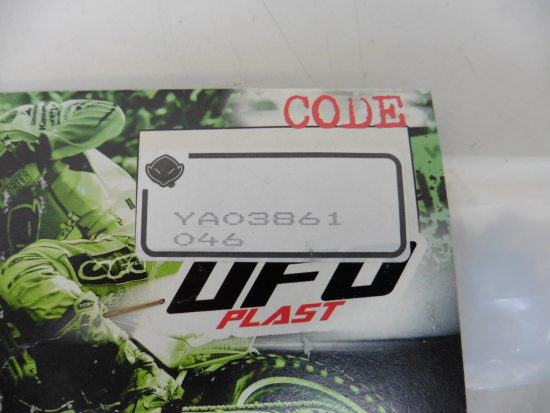 CODE
YA03861
046
UFO
PLAST